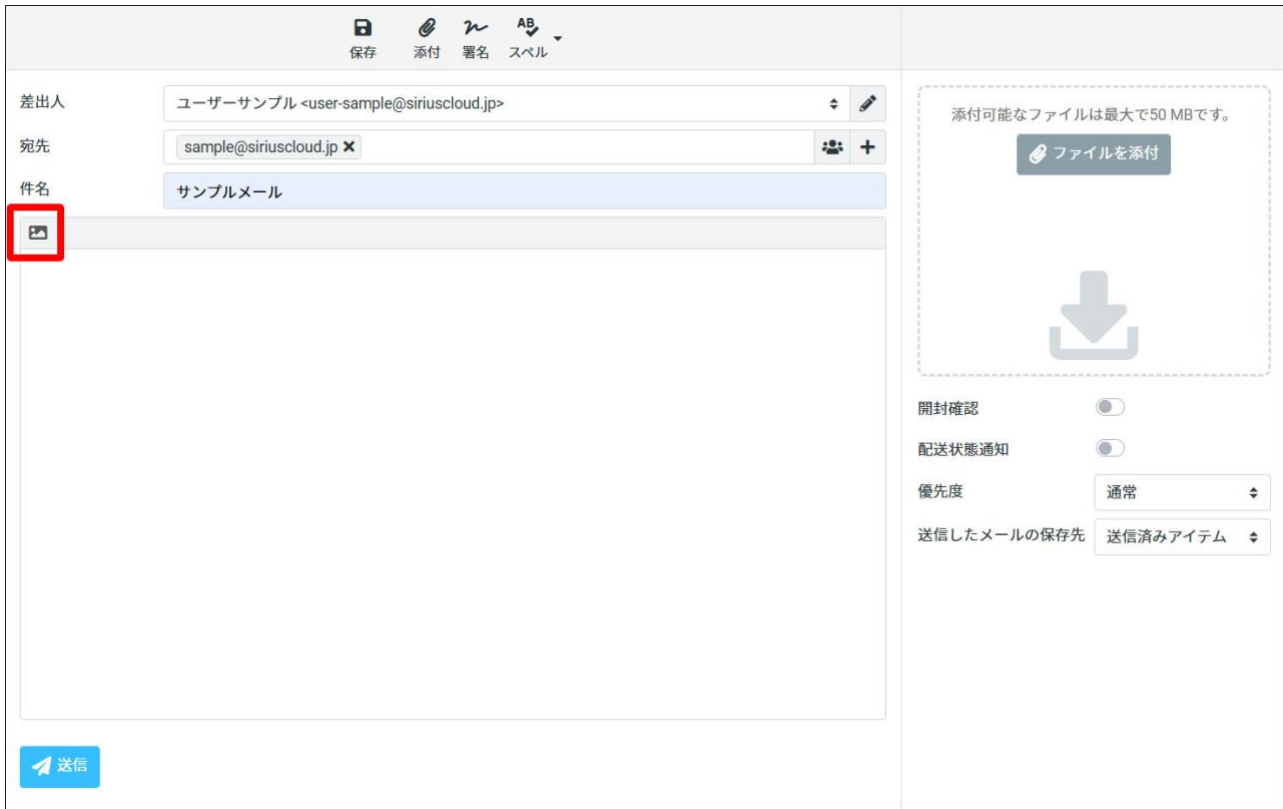 保存 添付 署名 スペル
差出人 ユーザーサンプル <user-sample@siriuscloud.jp>
宛先 sample@siriuscloud.jp
件名 サンプルメール
送信
添付可能なファイルは最大で50 MBです。
ファイルを添付
開封確認
配送状態通知
優先度 通常
送信したメールの保存先 送信済みアイテム